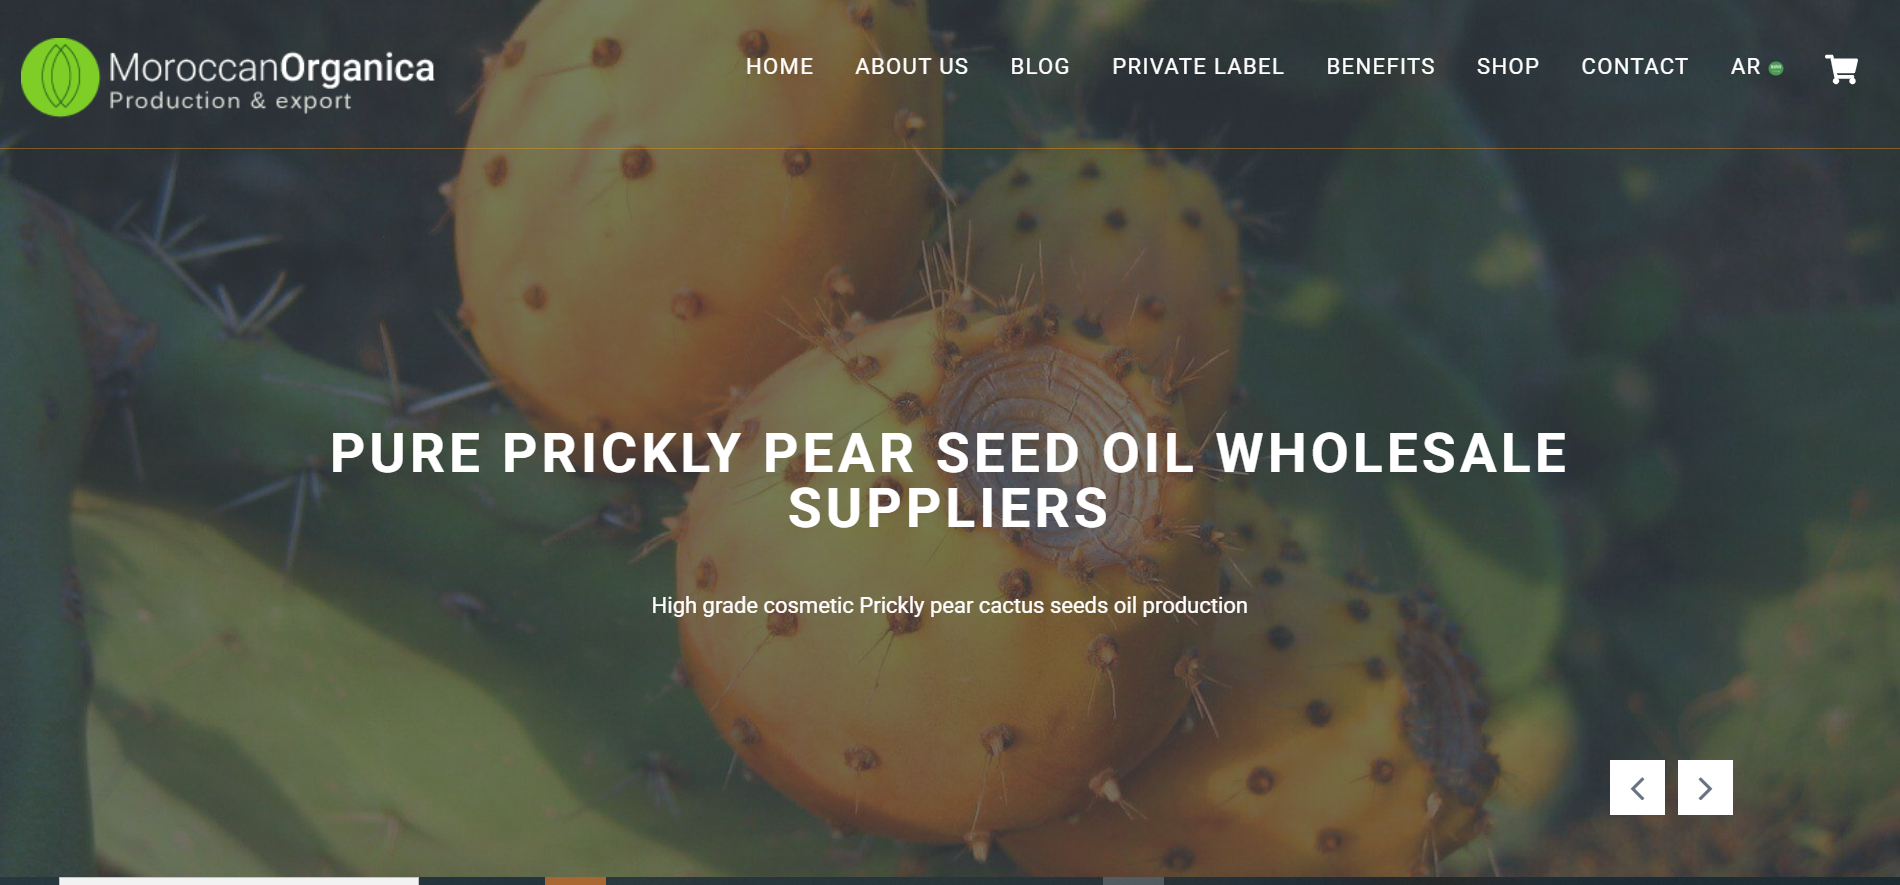 MoroccanOrganica
Production & export
HOME ABOUT US BLOG PRIVATE LABEL BENEFITS SHOP CONTACT AR
PURE PRICKLY PEAR SEED OIL WHOLESALE
SUPPLIERS
High grade cosmetic Prickly pear cactus seeds oil production